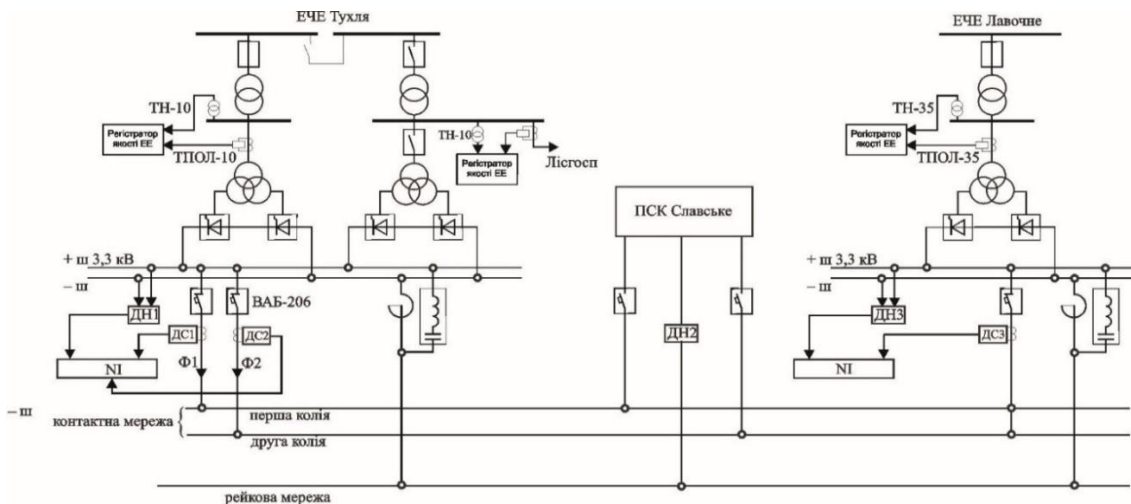 ЕЧЕ Тухля
ЕЧЕ Лавочне
ТН-10
Регістратор
якості ЕЕ
ТПОЛ-10
ТН-10
Регістратор
якості ЕЕ
Лісгосп
ТН-35
Регістратор
якості ЕЕ
ТПОЛ-35
ПСК Славське
+ ш 3,3 кВ
– ш
ДН1
ВАБ-206
ДС1
ДС2
NI
Ф1
Ф2
ДН2
+ ш 3,3 кВ
– ш
ДН3
ДС3
NI
– ш
контактна мережа
перша колія
друга колія
рейкова мережа